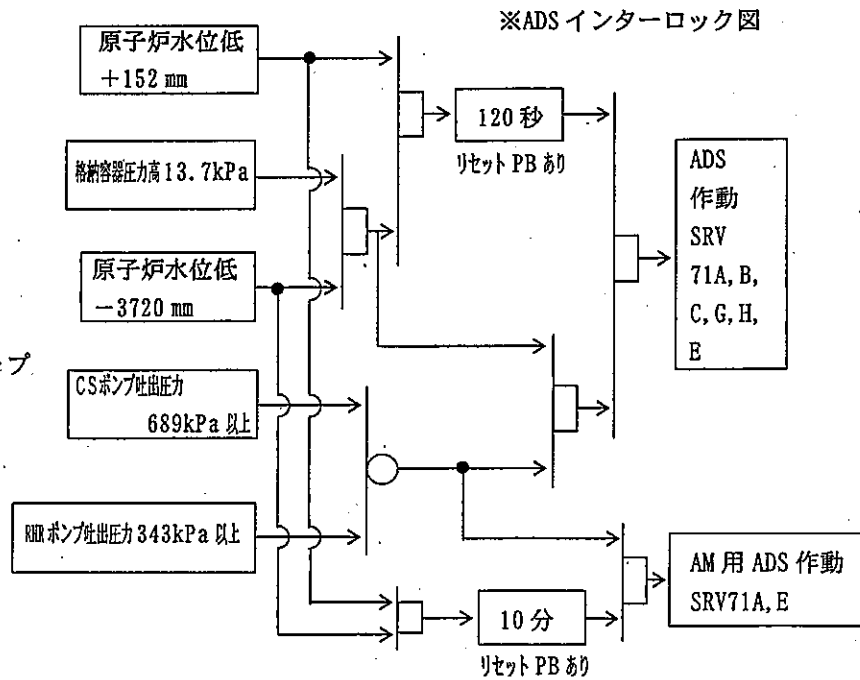 ※ADS インターロック図
原子炉水位低
+152 mm
120 秒
リセット PB あり
格納容器圧力高 13.7kPa
ADS
作動
SRV
71A, B,
C, G, H,
E
原子炉水位低
-3720 mm
プ
CSポンプ吐出圧力
689kPa 以上
RHR ポンプ吐出圧力 343kPa 以上
AM 用 ADS 作動
SRV71A, E
10 分
リセット PB あり